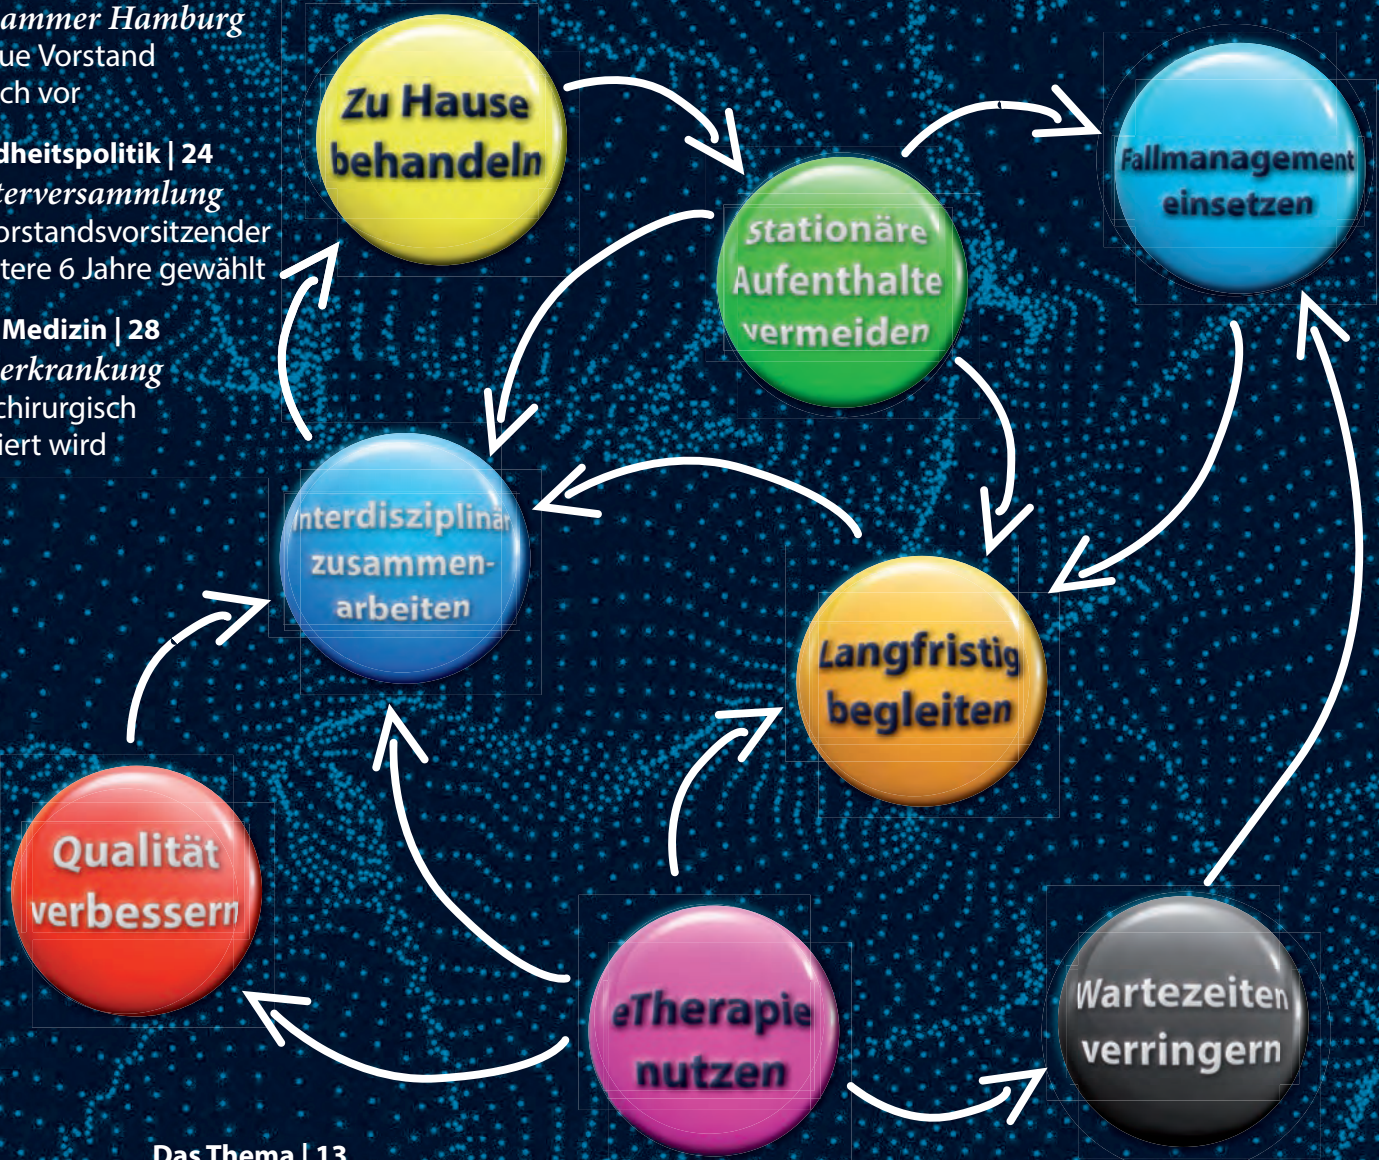 ammer Hamburg
ue Vorstand
ch vor
dheitspolitik | 24
terversammlung
orstandsvorsitzender
tere 6 Jahre gewählt
Medizin | 28
erkrankung
chirurgisch
iert wird
Zu Hause
behandeln
Stationäre
Aufenthalte
vermeiden
Fallmanagement
einsetzen
Interdisziplinär
zusammen-
arbeiten
Langfristig
begleiten
Qualität
verbessern
eTherapie
nutzen
Wartezeiten
verringern
Das Thema | 13